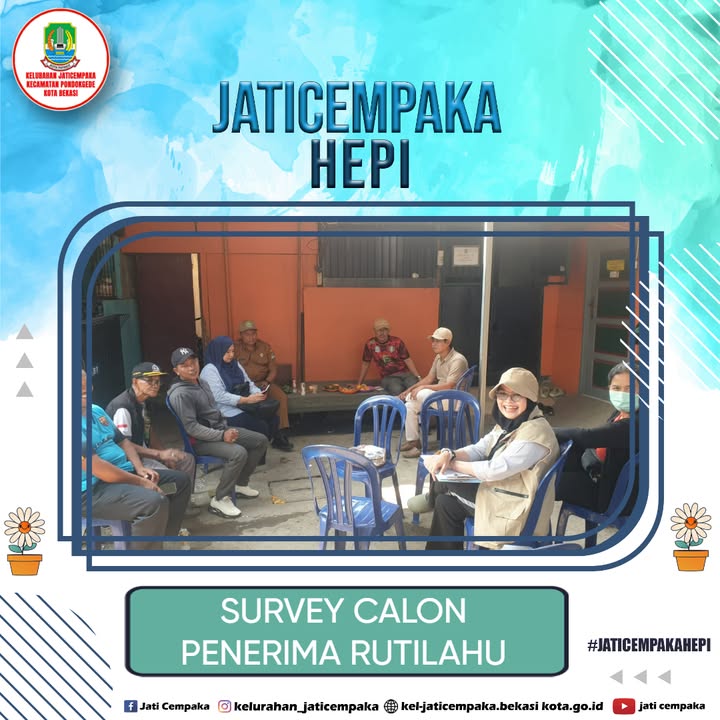 KELURAHAN JATICEMPAKA
KECAMATAN PONDOKGEDE
KOTA BEKASI
JATICEMPAKA
HEPI
SURVEY CALON
PENERIMA RUTILAHU
#JATICEMPAKAHEPI
Jati Cempaka kelurahan_jaticempaka kel-jaticempaka.bekasi kota.go.id jati cempaka